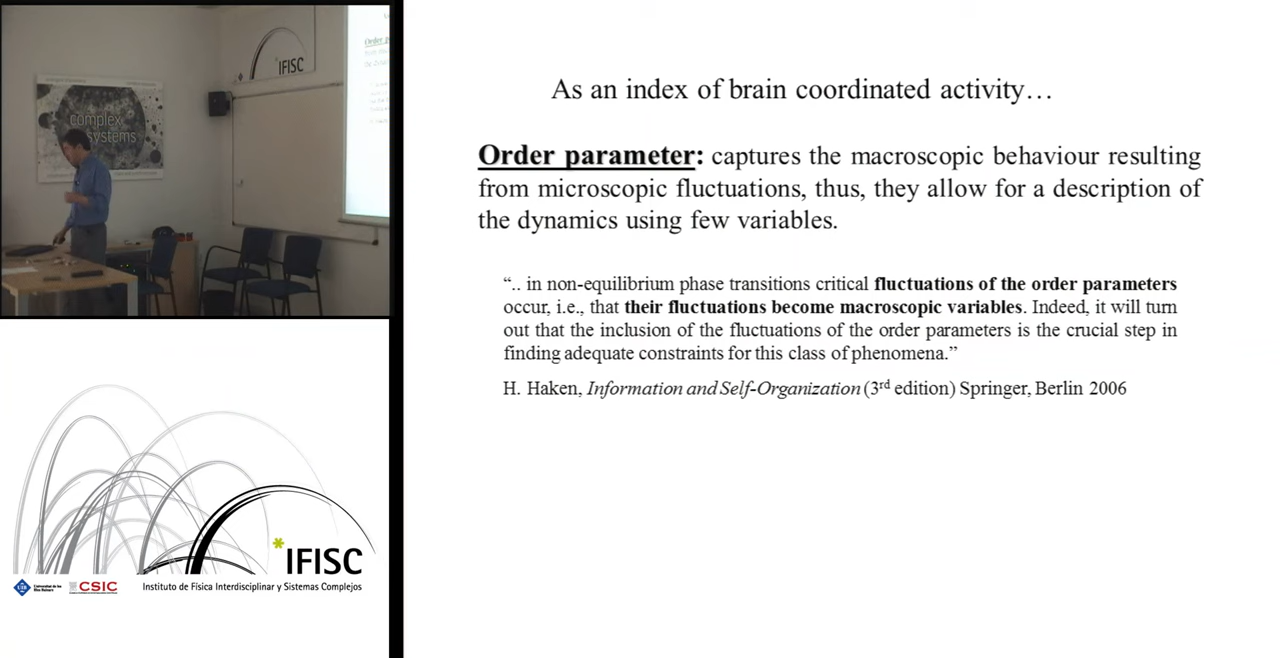 complex
systems
IFISC
As an index of brain coordinated activity…
Order parameter: captures the macroscopic behaviour resulting
from microscopic fluctuations, thus, they allow for a description of
the dynamics using few variables.
“.. in non-equilibrium phase transitions critical fluctuations of the order parameters
occur, i.e., that their fluctuations become macroscopic variables. Indeed, it will turn
out that the inclusion of the fluctuations of the order parameters is the crucial step in
finding adequate constraints for this class of phenomena.”
H. Haken, Information and Self-Organization (3rd edition) Springer, Berlin 2006
IFISC
CSIC
Instituto de Física Interdisciplinar y Sistemas Complejos